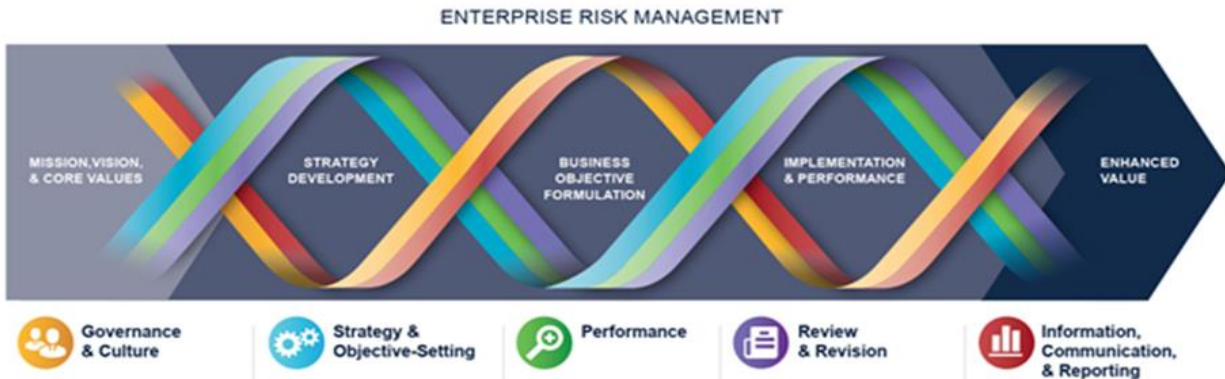 ENTERPRISE RISK MANAGEMENT
MISSION, VISION,
& CORE VALUES
STRATEGY
DEVELOPMENT
BUSINESS
OBJECTIVE
FORMULATION
IMPLEMENTATION
& PERFORMANCE
ENHANCED
VALUE
Governance
& Culture
Strategy &
Objective-Setting
Performance
Review
& Revision
Information,
Communication,
& Reporting